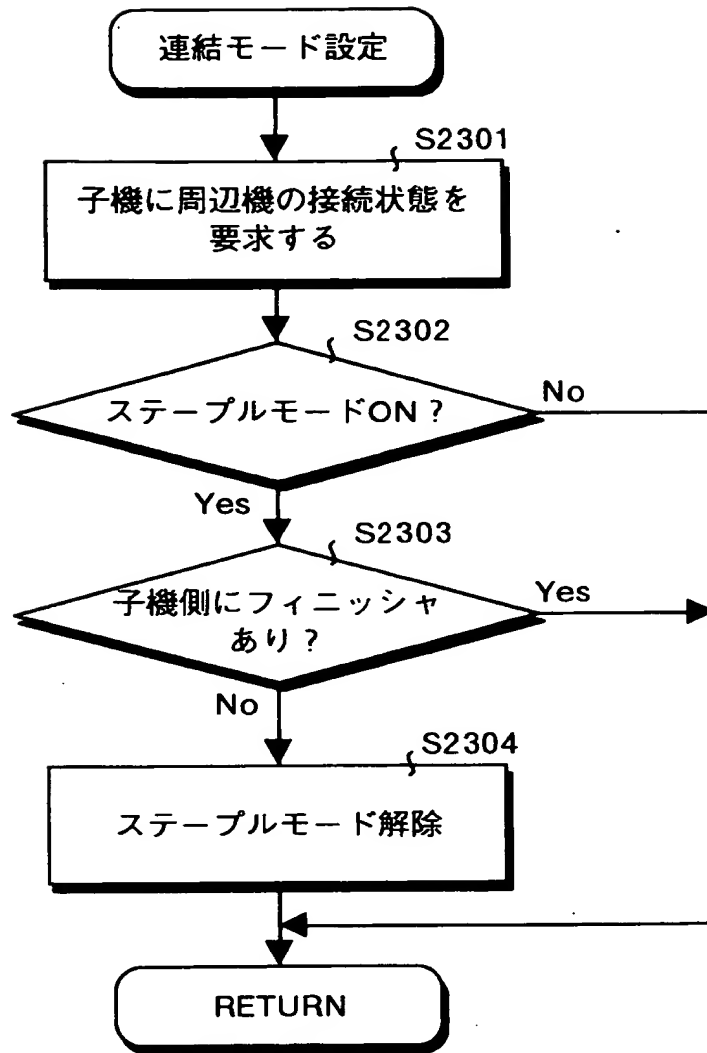 連結モード設定
S2301
子機に周辺機の接続状態を
要求する
S2302
ステープルモードON？
No
Yes
S2303
子機側にフィニッシャ
あり？
Yes
No
S2304
ステープルモード解除
RETURN